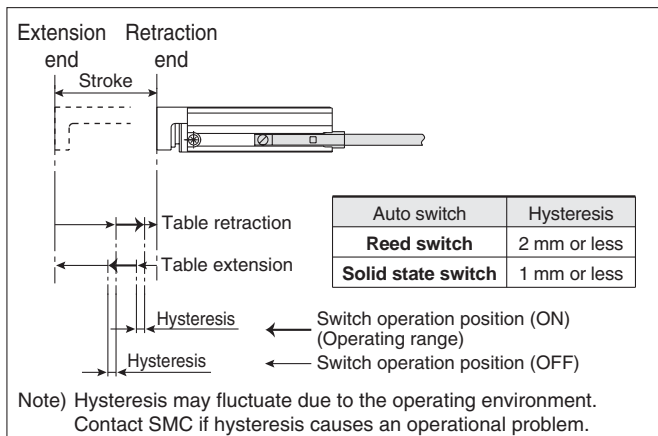 Extension end
Retraction end
Stroke
Table retraction
Table extension
Auto switch Hysteresis
Reed switch 2 mm or less
Solid state switch 1 mm or less
Hysteresis
Hysteresis
Switch operation position (ON)
(Operating range)
Switch operation position (OFF)
Note) Hysteresis may fluctuate due to the operating environment.
Contact SMC if hysteresis causes an operational problem.